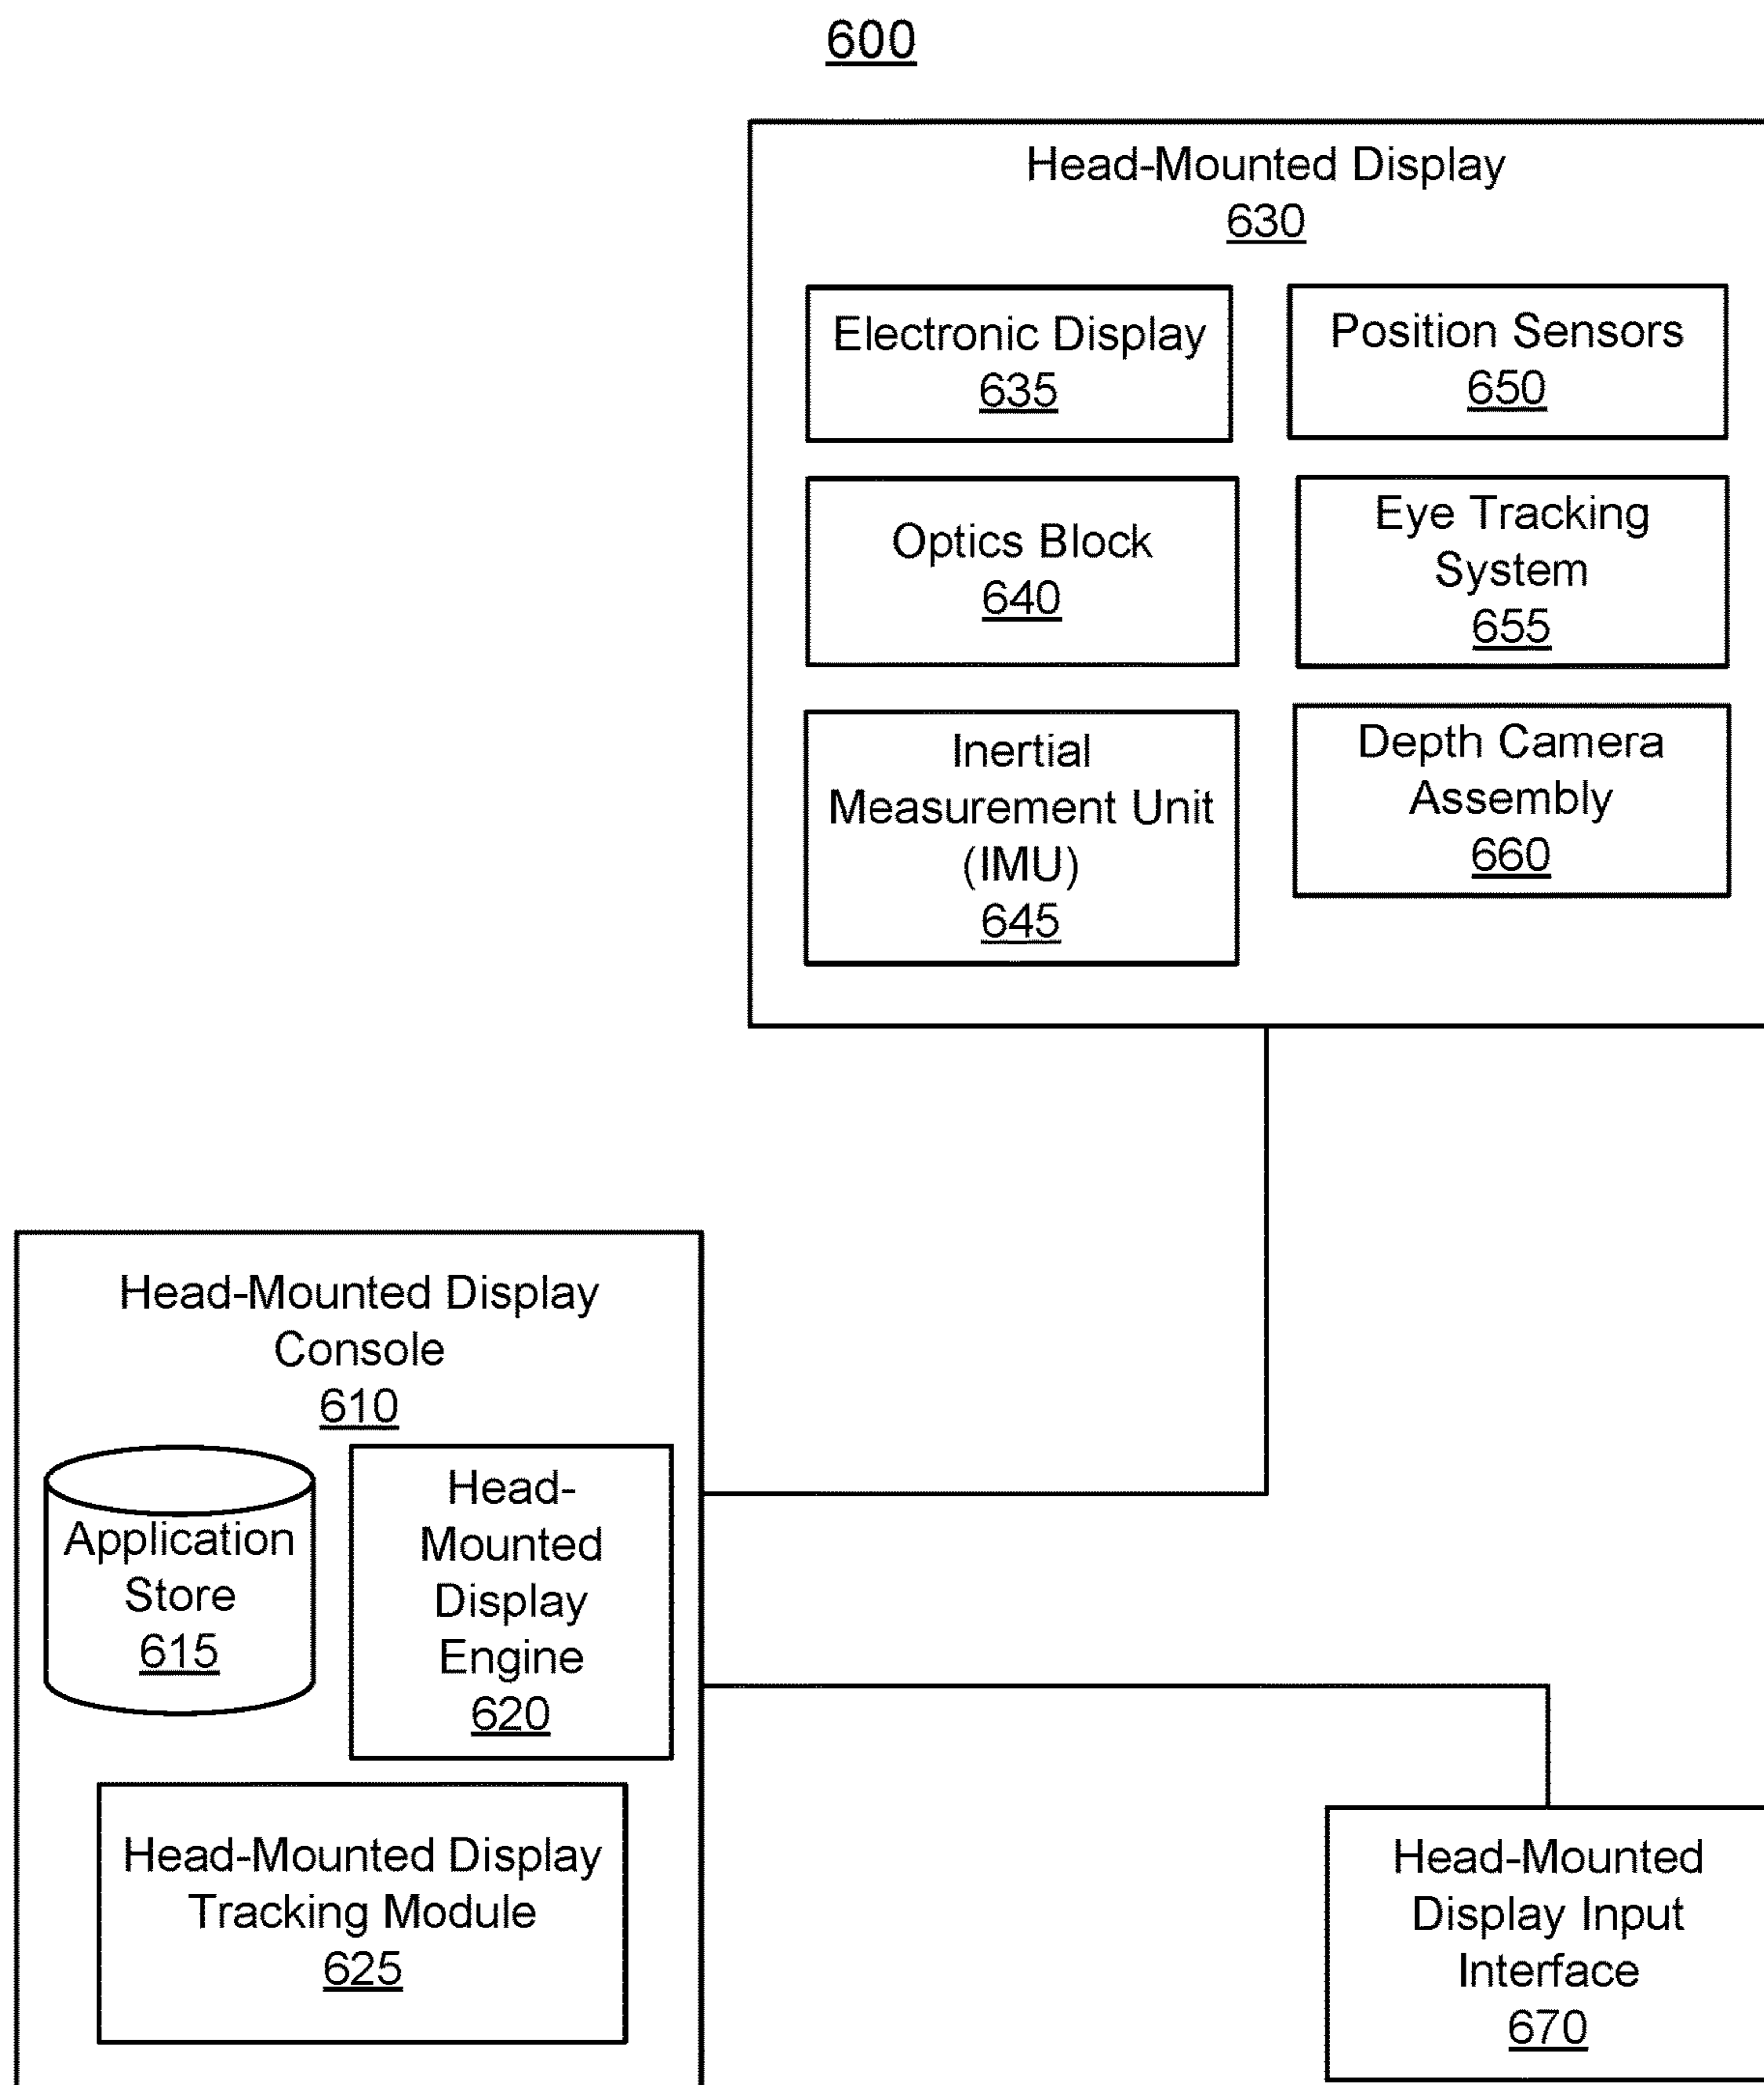 600
Head-Mounted Display
630
Electronic Display
635
Position Sensors
650
Optics Block
640
Eye Tracking
System
655
Inertial
Measurement Unit
(IMU)
645
Depth Camera
Assembly
660
Head-Mounted Display
Console
610
Application
Store
615
Head-
Mounted
Display
Engine
620
Head-Mounted Display
Tracking Module
625
Head-Mounted
Display Input
Interface
670